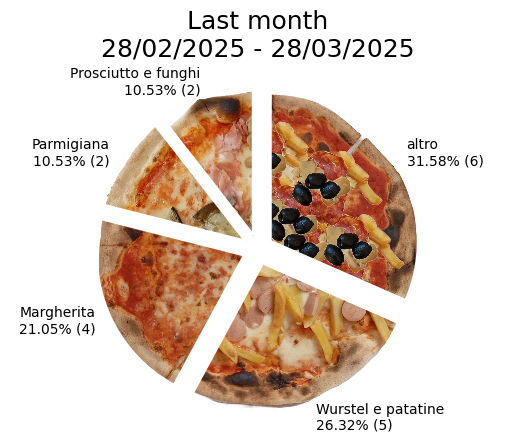 Last month
28/02/2025 - 28/03/2025
Prosciutto e funghi
10.53% (2)
Parmigiana
10.53% (2)
altro
31.58% (6)
Margherita
21.05% (4)
Wurstel e patatine
26.32% (5)